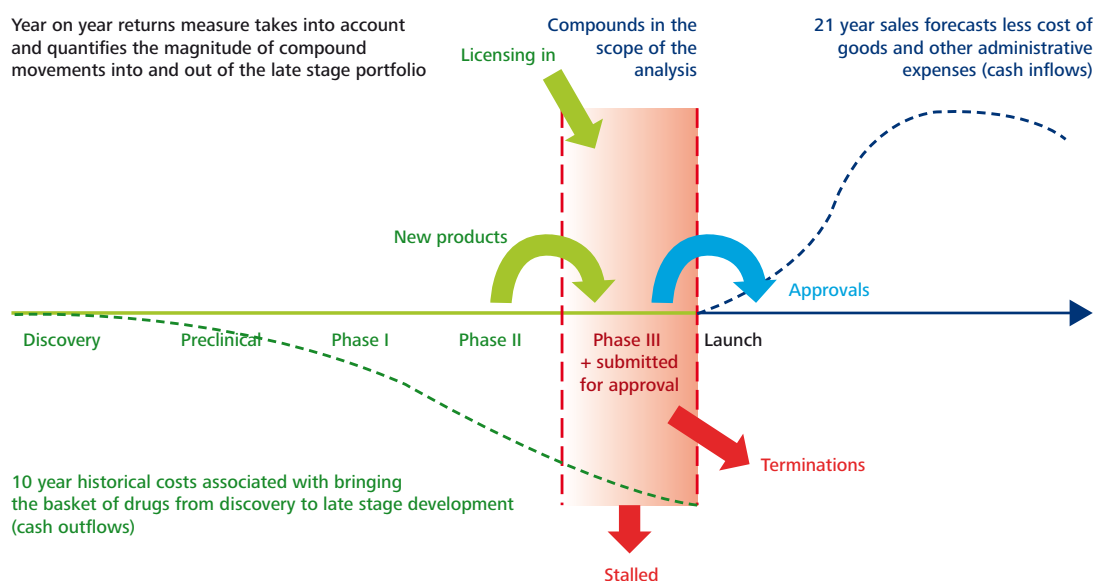 Year on year returns measure takes into account
and quantifies the magnitude of compound
movements into and out of the late stage portfolio
Licensing in
Compounds in the
scope of the
analysis
21 year sales forecasts less cost of
goods and other administrative
expenses (cash inflows)
New products
Approvals
Discovery
Preclinical
Phase I
Phase II
Phase III
+ submitted
for approval
Launch
Terminations
10 year historical costs associated with bringing
the basket of drugs from discovery to late stage development
(cash outflows)
Stalled